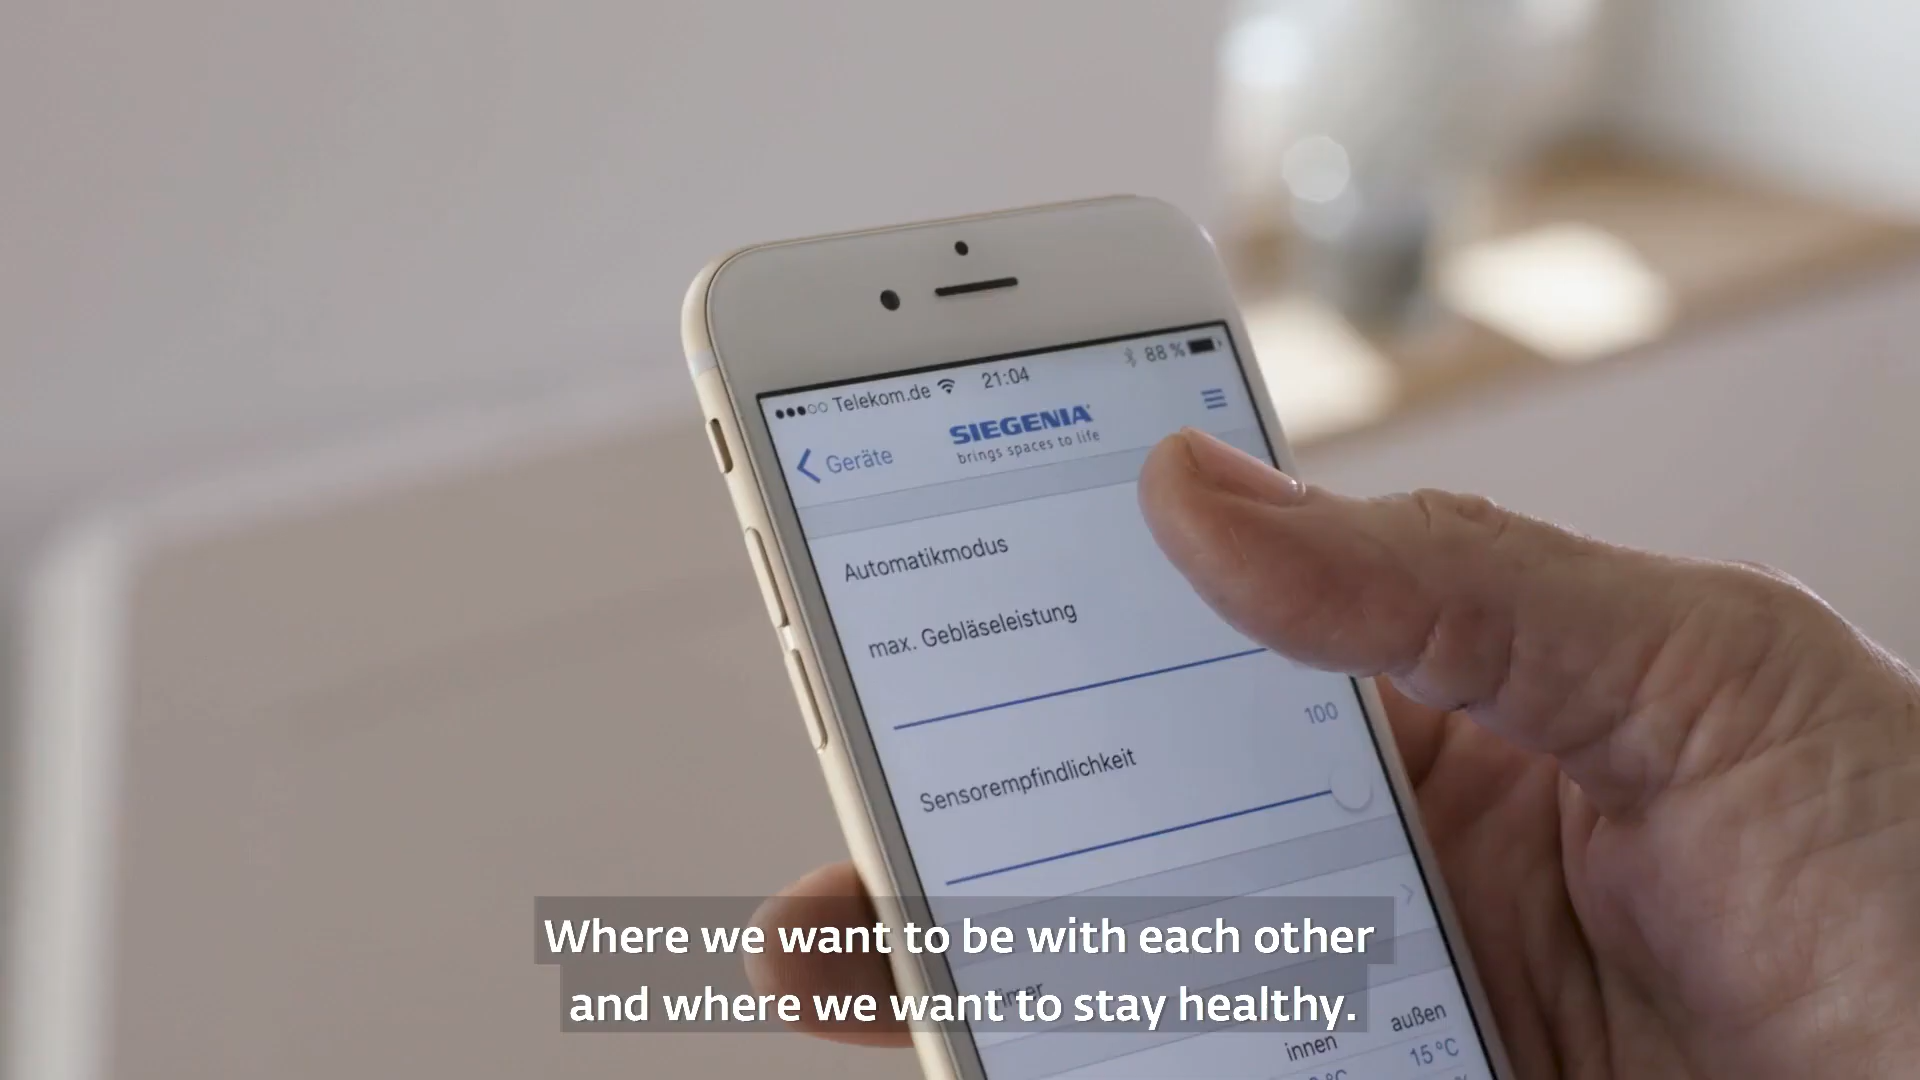 Telekom.de 21:04 88 %
Geräte
SIEGENIA
brings spaces to life
Automatikmodus
max. Gebläseleistung
100
Sensorempfindlichkeit
Where we want to be with each other
and where we want to stay healthy.
innen außen
15 °C